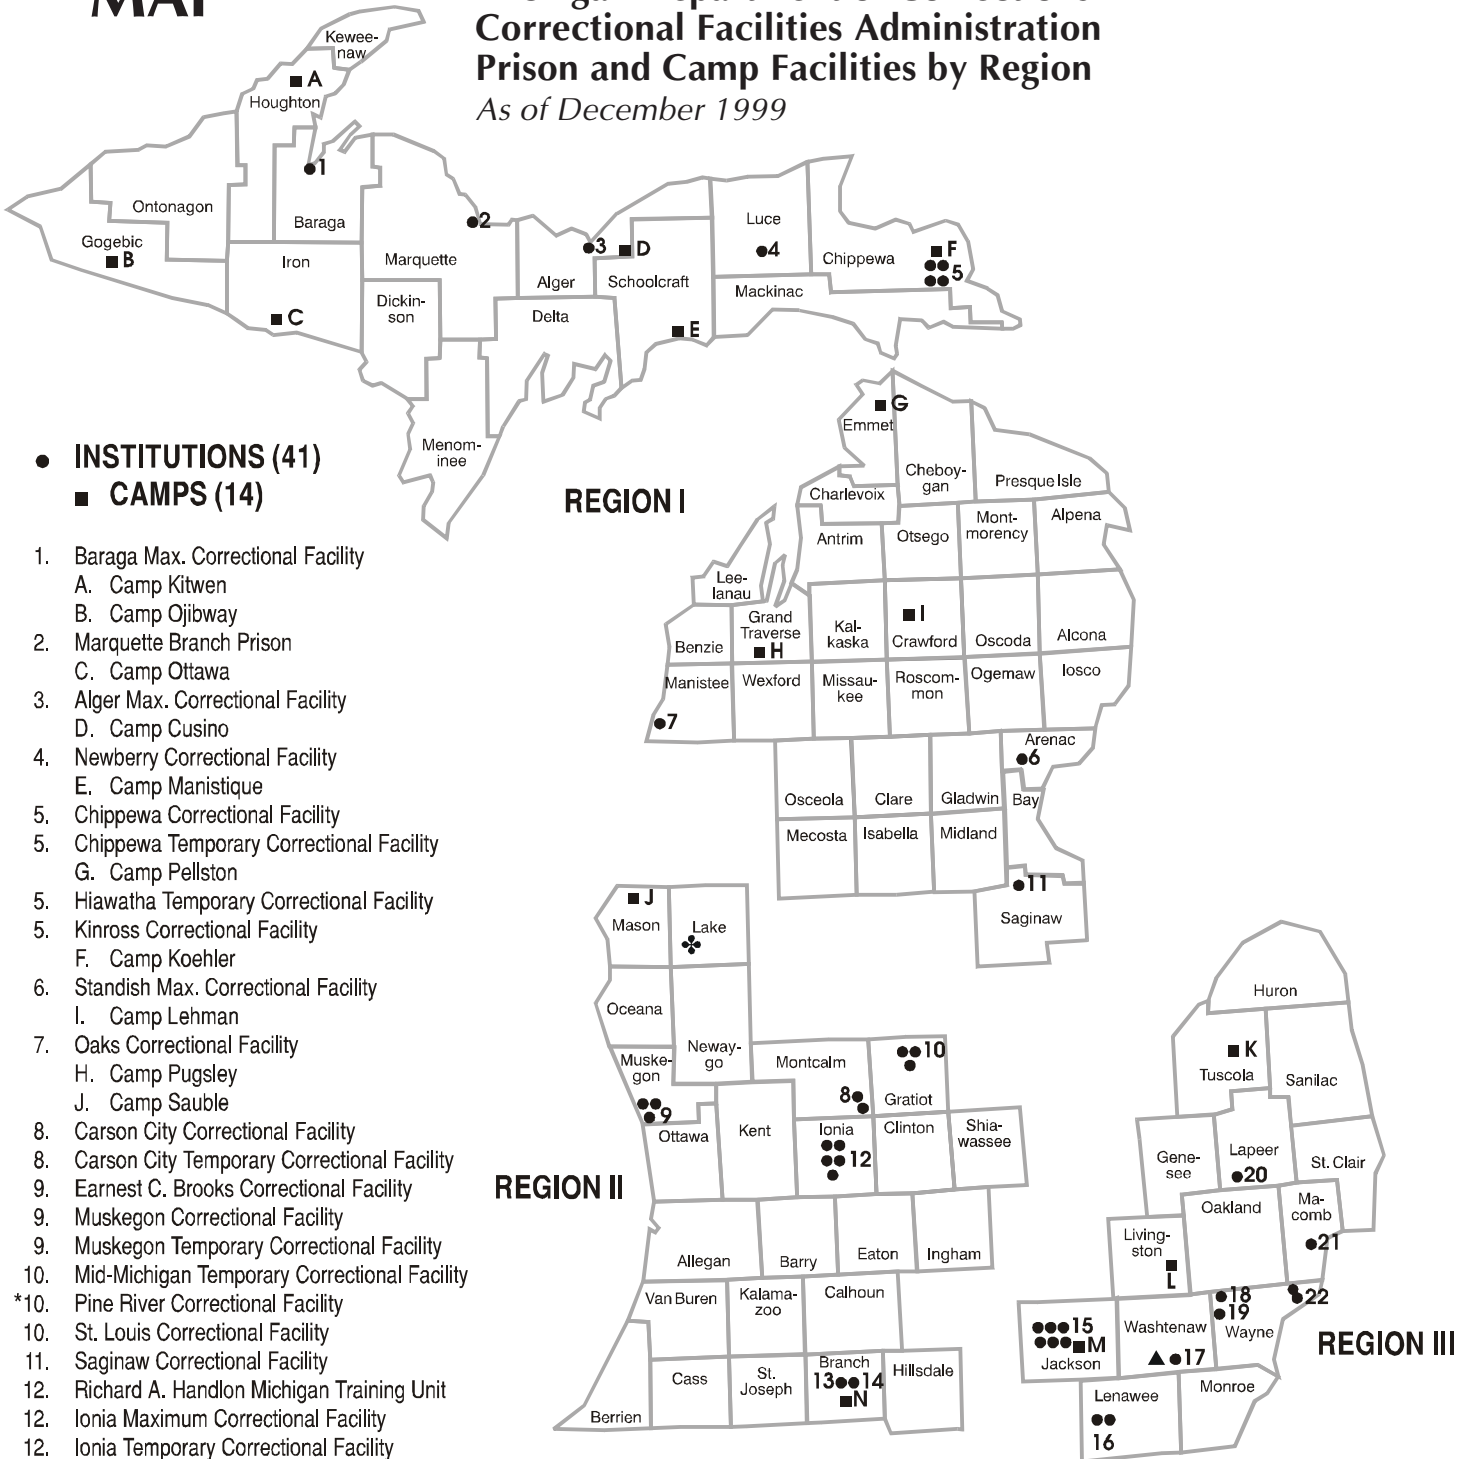 MAP
Correctional Facilities Administration
Prison and Camp Facilities by Region
As of December 1999
Kewee-
naw
A
Houghton
1
Ontonagon
Baraga
2
Gogebic
B
Iron
Marquette
3
D
Luce
4
F
Chippewa
5
Alger
Schoolcraft
Mackinac
Dickin-
son
C
Delta
E
Menom-
inee
G
Emmet
Cheboy-
gan
Presque Isle
Charlevoix
Antrim
Otsego
Mont-
morency
Alpena
Lee-
lanau
Grand
Traverse
H
Benzie
Kal-
kaska
I
Crawford
Oscoda
Alcona
Manistee
Wexford
Missau-
kee
Roscom-
mon
Ogemaw
Iosco
7
Arenac
6
Osceola
Clare
Gladwin
Bay
Mecosta
Isabella
Midland
11
Saginaw
REGION I
INSTITUTIONS (41)
CAMPS (14)
1. Baraga Max. Correctional Facility
A. Camp Kitwen
B. Camp Ojibway
2. Marquette Branch Prison
C. Camp Ottawa
3. Alger Max. Correctional Facility
D. Camp Cusino
4. Newberry Correctional Facility
E. Camp Manistique
5. Chippewa Correctional Facility
5. Chippewa Temporary Correctional Facility
G. Camp Pellston
5. Hiawatha Temporary Correctional Facility
5. Kinross Correctional Facility
F. Camp Koehler
6. Standish Max. Correctional Facility
I. Camp Lehman
7. Oaks Correctional Facility
H. Camp Pugsley
J. Camp Sauble
8. Carson City Correctional Facility
8. Carson City Temporary Correctional Facility
9. Earnest C. Brooks Correctional Facility
9. Muskegon Correctional Facility
9. Muskegon Temporary Correctional Facility
10. Mid-Michigan Temporary Correctional Facility
*10. Pine River Correctional Facility
10. St. Louis Correctional Facility
11. Saginaw Correctional Facility
12. Richard A. Handlon Michigan Training Unit
12. Ionia Maximum Correctional Facility
12. Ionia Temporary Correctional Facility
J
Mason
Lake
Oceana
Neway-
go
Muske-
gon
9
Montcalm
8
10
Gratiot
Ottawa
Kent
Ionia
12
Clinton
Shia-
wassee
REGION II
Allegan
Barry
Eaton
Ingham
Van Buren
Kalama-
zoo
Calhoun
Berrien
Cass
St.
Joseph
Branch
13 14
N
Hillsdale
Huron
K
Tuscola
Sanilac
Gene-
see
Lapeer
20
St. Clair
Oakland
Ma-
comb
21
Living-
ston
L
18
19
Wayne
22
15
M
Jackson
Washtenaw
17
REGION III
Lenawee
16
Monroe